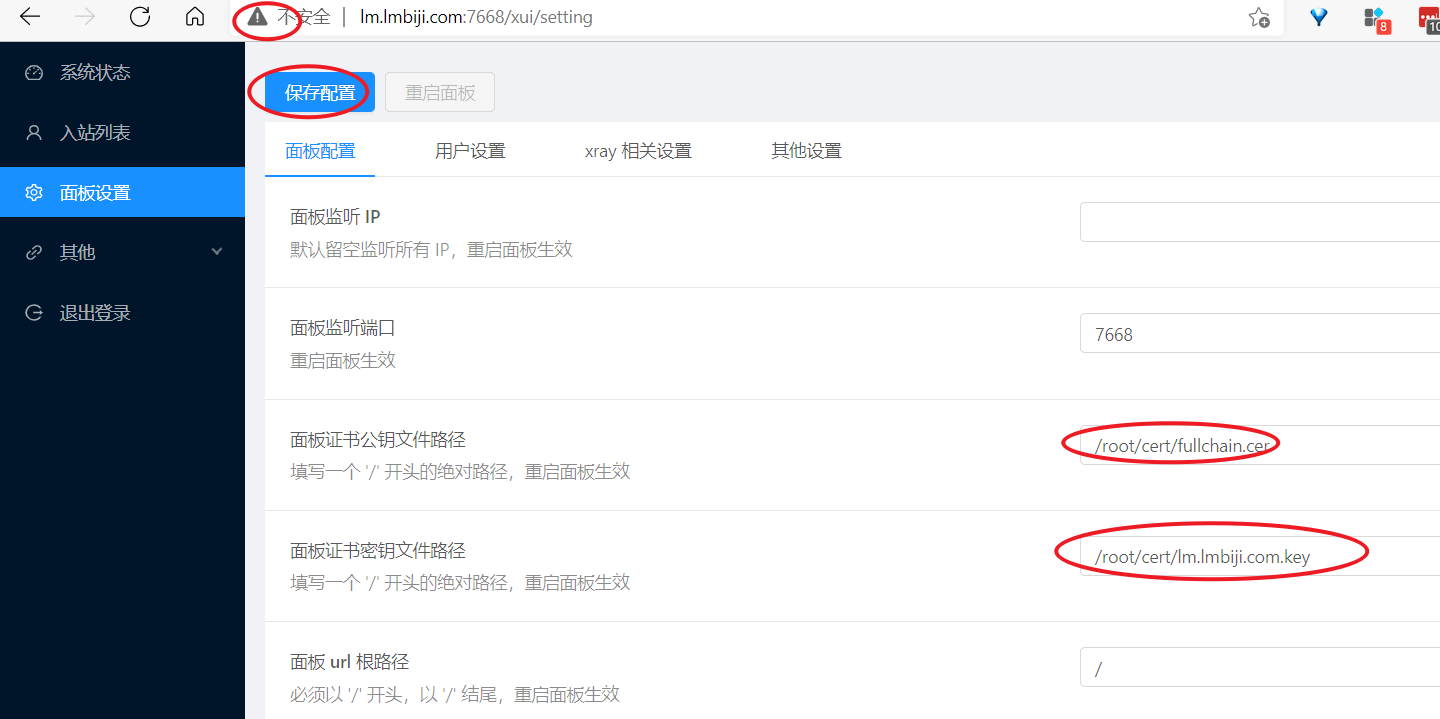 不安全 | lm.lmbiji.com:7668/xui/setting
8
10
系统状态
入站列表
面板设置
其他
退出登录
保存配置 重启面板
面板配置 用户设置 xray 相关设置 其他设置
面板监听 IP
默认留空监听所有 IP，重启面板生效
面板监听端口
重启面板生效
7668
面板证书公钥文件路径
填写一个 '/' 开头的绝对路径，重启面板生效
/root/cert/fullchain.cer
面板证书密钥文件路径
填写一个 '/' 开头的绝对路径，重启面板生效
/root/cert/lm.lmbiji.com.key
面板 url 根路径
必须以 '/' 开头，以 '/' 结尾，重启面板生效
/